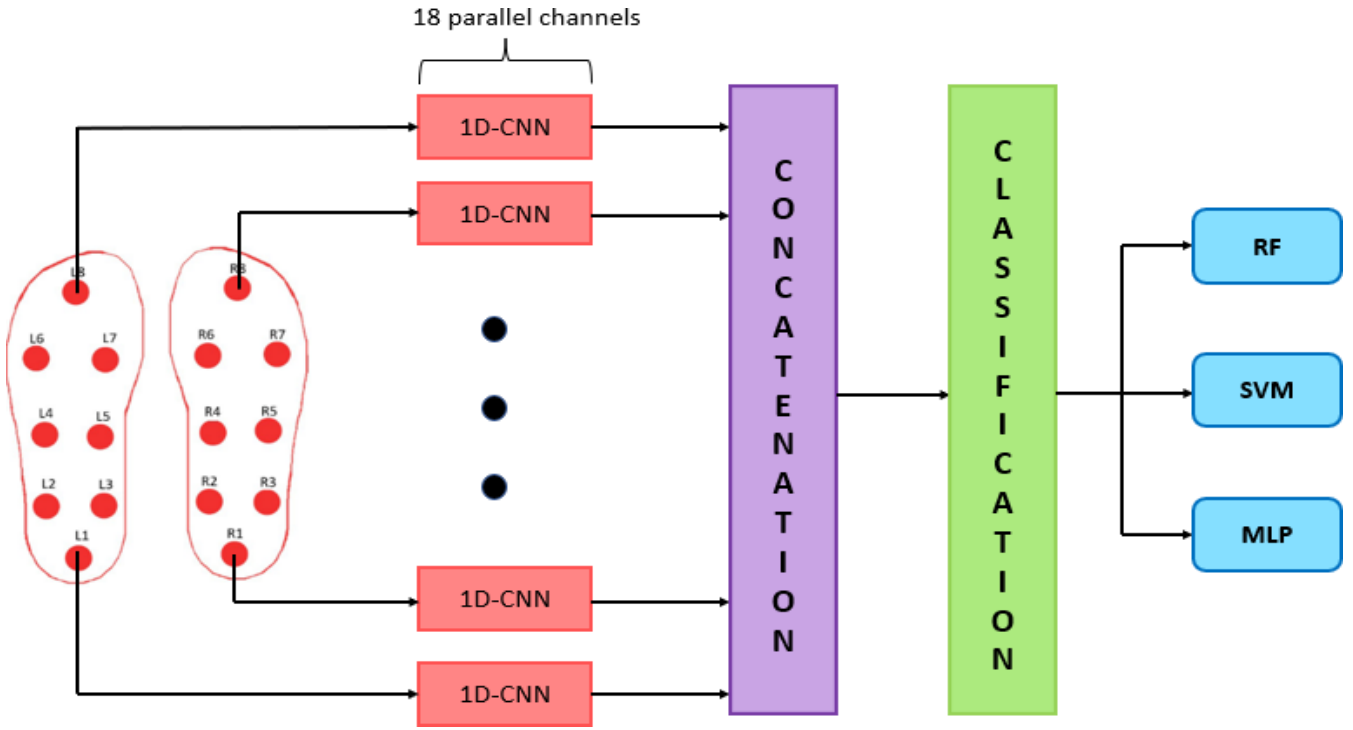 18 parallel channels
1D-CNN
1D-CNN
1D-CNN
1D-CNN
CONCATENATION
CLASSIFICATION
RF
SVM
MLP
L8
L6
L7
L4
L5
L2
L3
L1
R8
R6
R7
R4
R5
R2
R3
R1